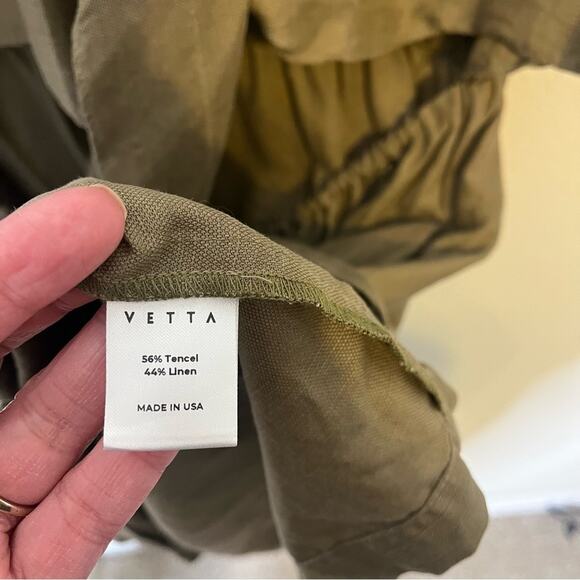 VETTA
56% Tencel
44% Linen
MADE IN USA